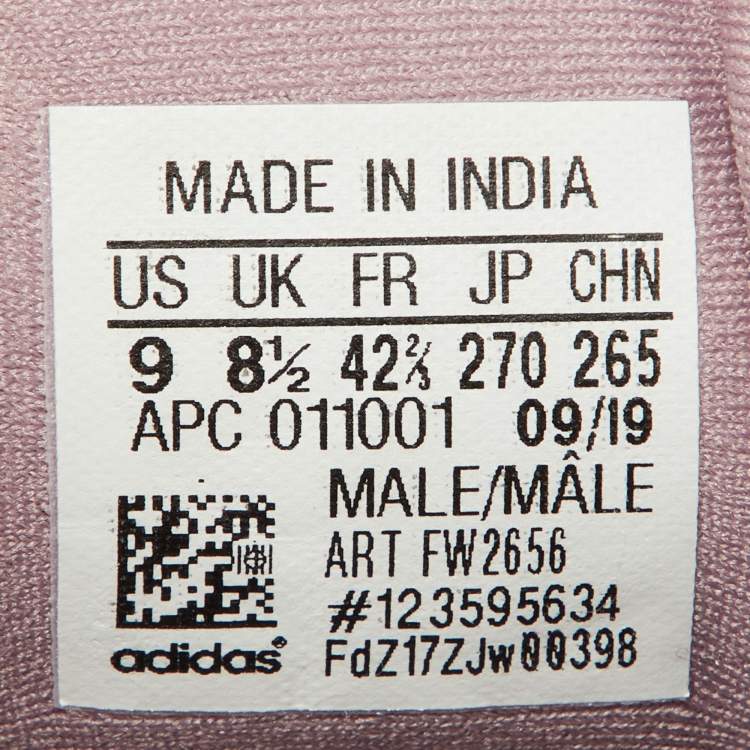 MADE IN INDIA
US UK FR JP CHN
9 8½ 42⅔ 270 265
APC 011001 09/19
MALE/MÂLE
ART FW2656
#123595634
adidas® FdZ17ZJw00398